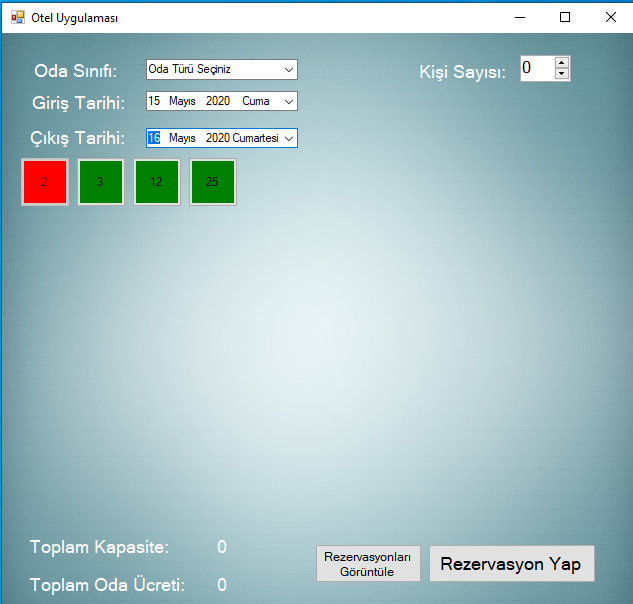 Otel Uygulaması
Oda Sınıfı: Oda Türü Seçiniz Kişi Sayısı: 0
Giriş Tarihi: 15 Mayıs 2020 Cuma
Çıkış Tarihi: 16 Mayıs 2020 Cumartesi
2 3 12 25
Toplam Kapasite: 0
Rezervasyonları
Görüntüle
Rezervasyon Yap
Toplam Oda Ücreti: 0